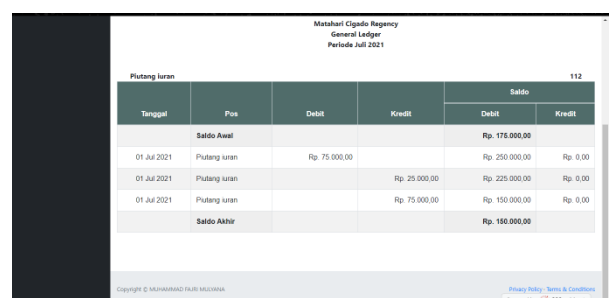 Matahari Cigado Regency
General Ledger
Periode Juli 2021
Piutang iuran 112
Saldo
Tanggal Pos Debit Kredit Debit Kredit
Saldo Awal Rp. 175.000,00
01 Jul 2021 Piutang iuran Rp. 75.000,00 Rp. 250.000,00 Rp. 0,00
01 Jul 2021 Piutang iuran Rp. 25.000,00 Rp. 225.000,00 Rp. 0,00
01 Jul 2021 Piutang iuran Rp. 75.000,00 Rp. 150.000,00 Rp. 0,00
Saldo Akhir Rp. 150.000,00
Copyright © MUHAMMAD FAJRI MULYANA Privacy Policy · Terms & Conditions